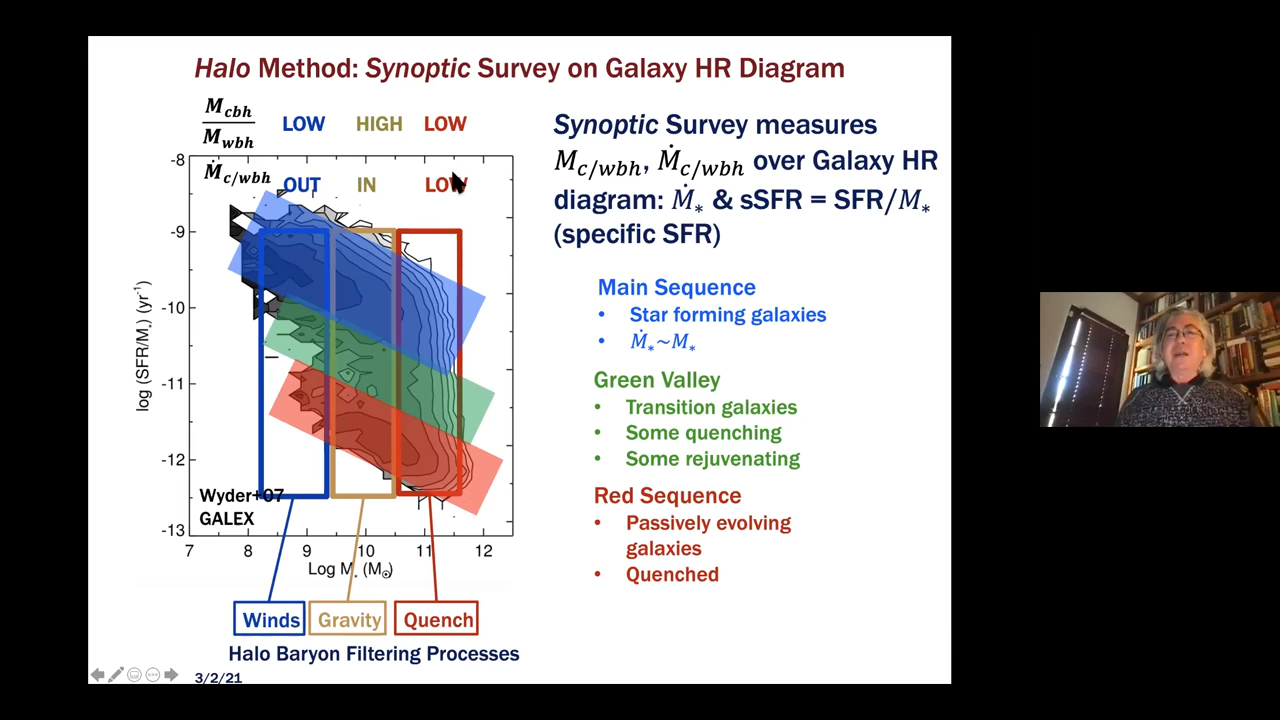 Halo Method: Synoptic Survey on Galaxy HR Diagram
M_cbh / M_wbh LOW HIGH LOW
Ṁ_c/wbh OUT IN LOW
-8
-9
-10
-11
-12
-13
log (SFR/M*) (yr⁻¹)
Wyder+07
GALEX
7 8 9 10 11 12
Log M* (M⊙)
Winds Gravity Quench
Halo Baryon Filtering Processes
3/2/21
Synoptic Survey measures
M_c/wbh, Ṁ_c/wbh over Galaxy HR
diagram: Ṁ* & sSFR = SFR/M*
(specific SFR)
Main Sequence
• Star forming galaxies
• Ṁ*~M*
Green Valley
• Transition galaxies
• Some quenching
• Some rejuvenating
Red Sequence
• Passively evolving
galaxies
• Quenched